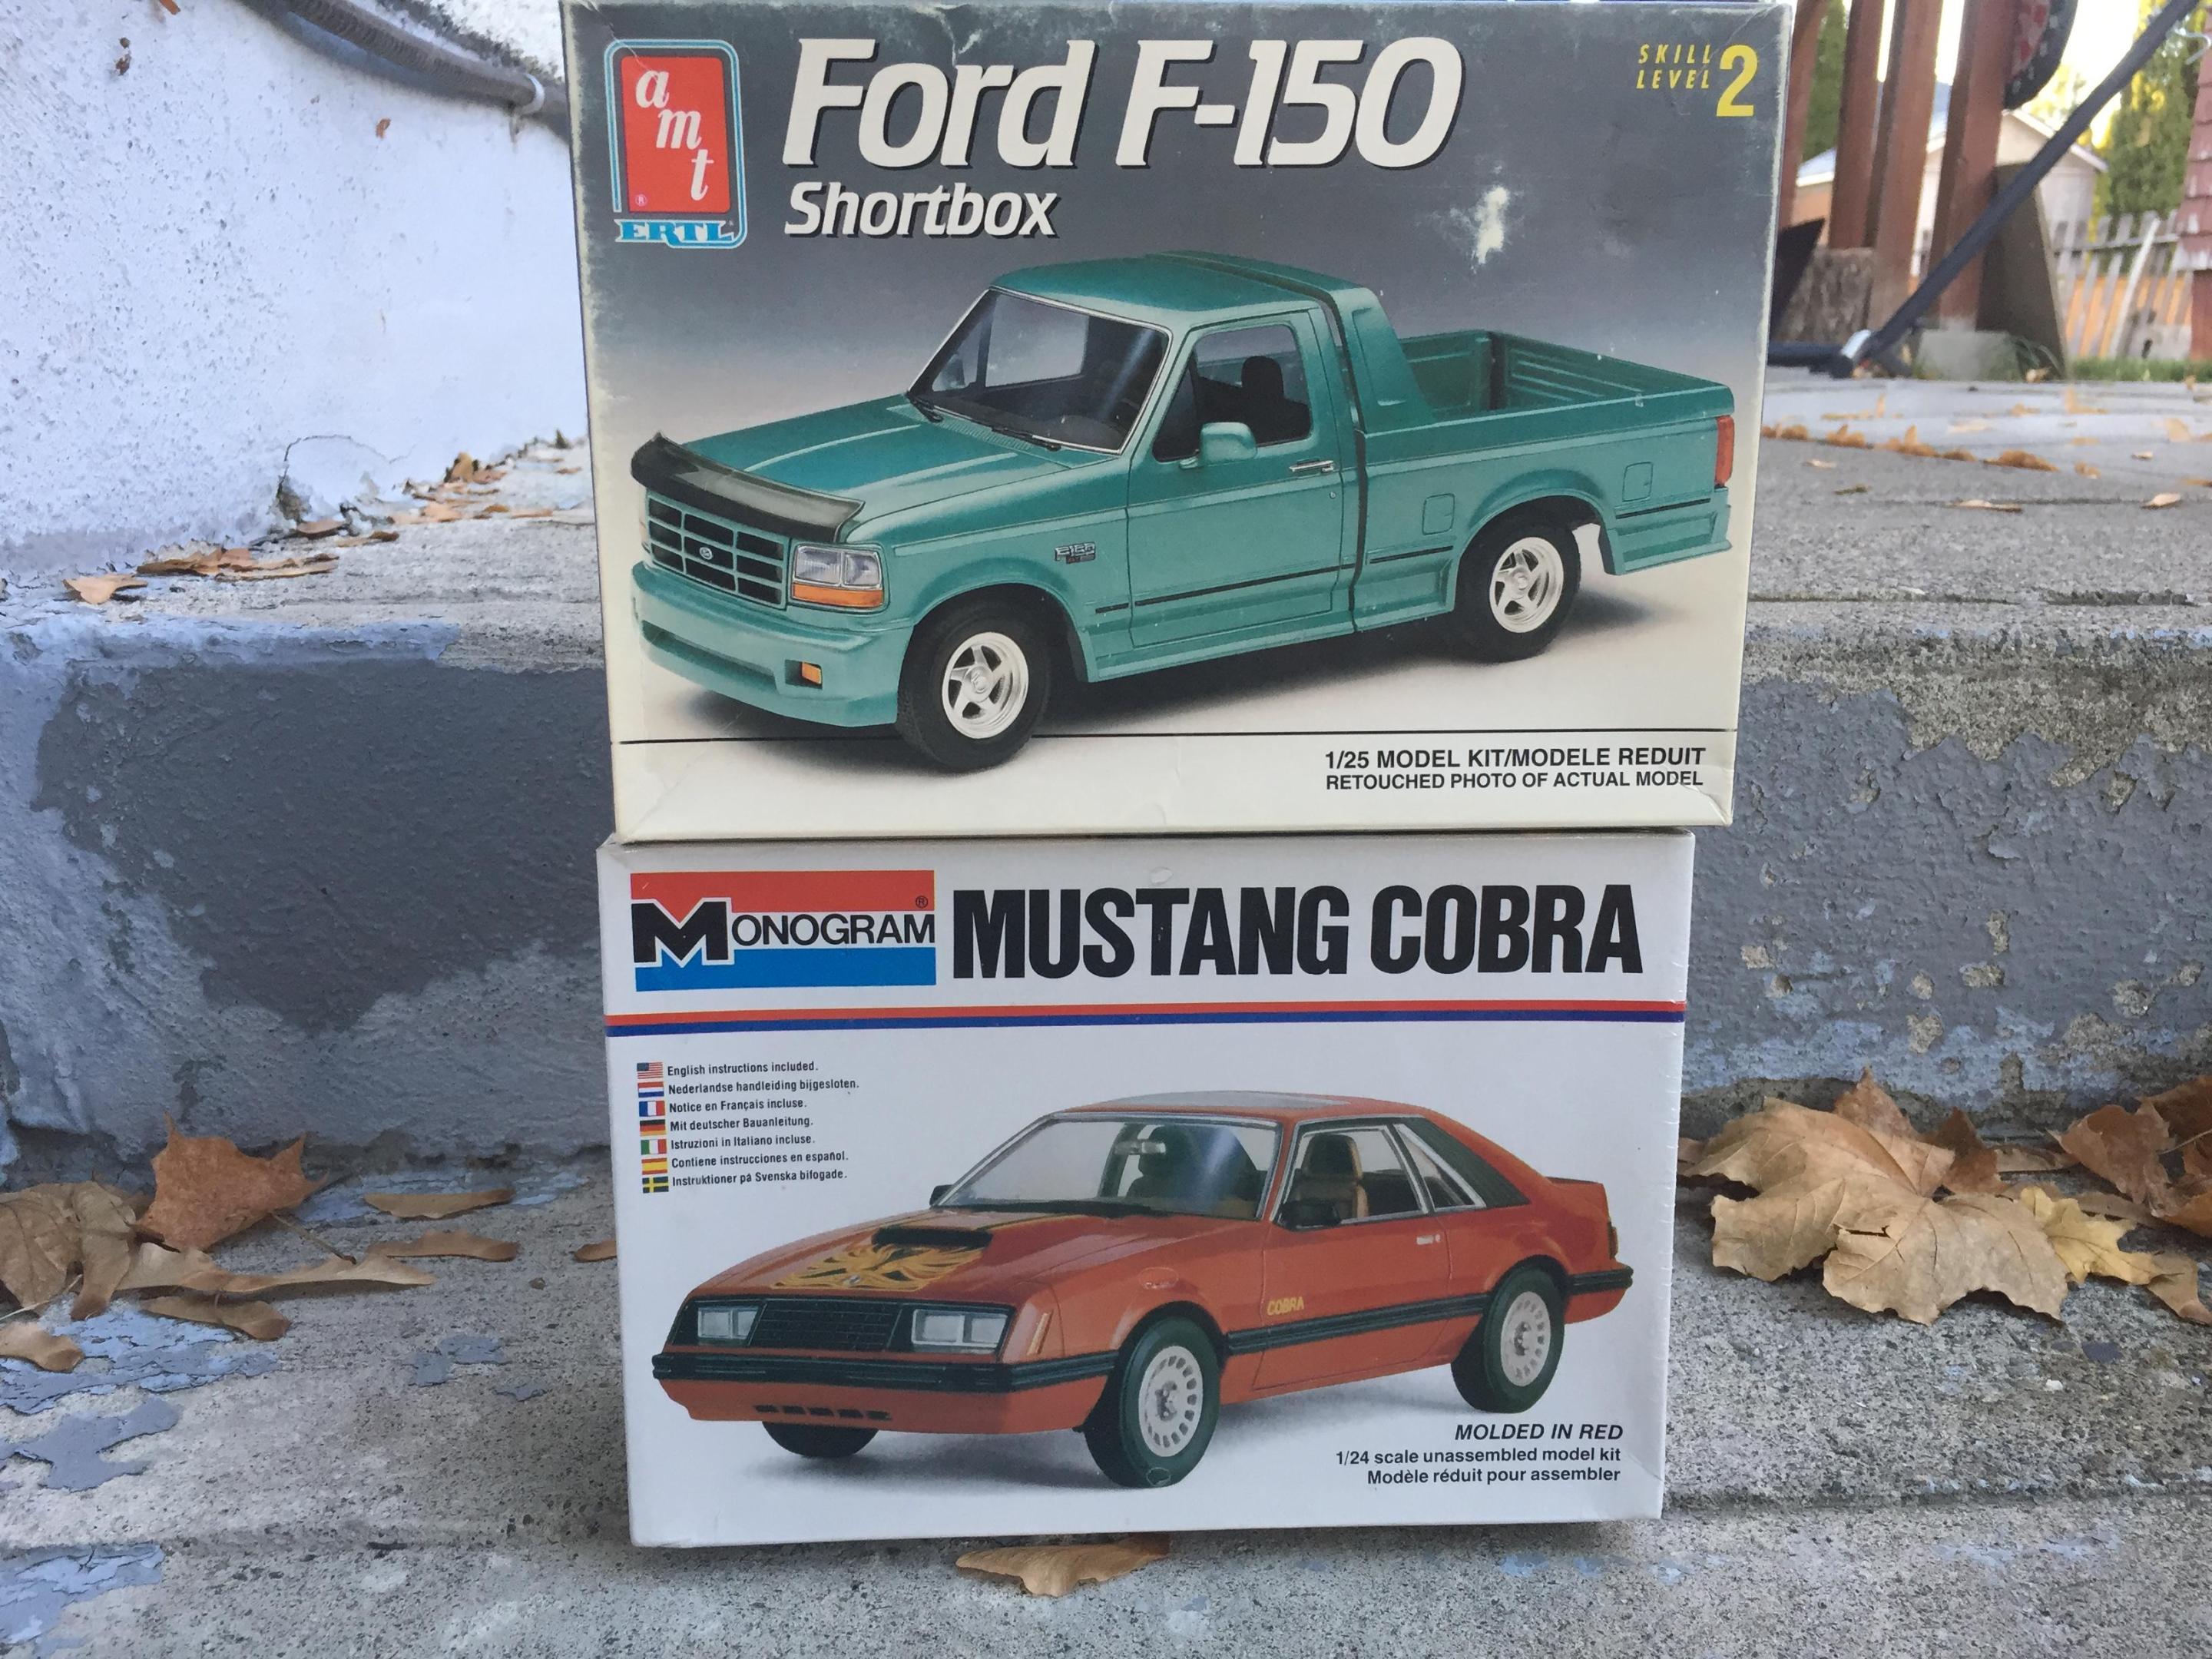 amt
ERTL
Ford F-150
Shortbox
SKILL
LEVEL 2
F-150
1/25 MODEL KIT/MODELE REDUIT
RETOUCHED PHOTO OF ACTUAL MODEL
MONOGRAM
MUSTANG COBRA
English instructions included.
Nederlandse handleiding bijgesloten.
Notice en Français incluse.
Mit deutscher Bauanleitung.
Istruzioni in Italiano incluse.
Contiene instrucciones en español.
Instruktioner på Svenska bifogade.
COBRA
MOLDED IN RED
1/24 scale unassembled model kit
Modèle réduit pour assembler